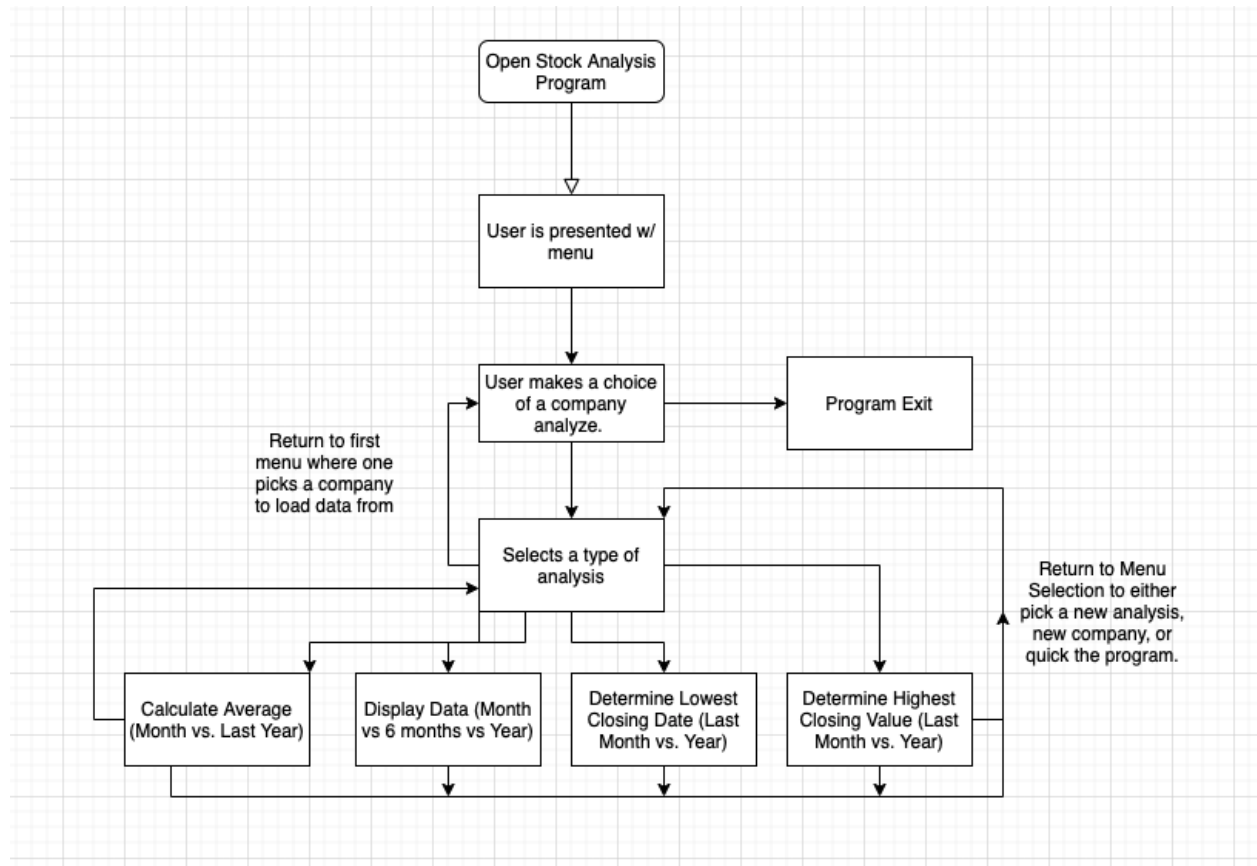 Open Stock Analysis
Program
User is presented w/
menu
User makes a choice
of a company
analyze.
Program Exit
Return to first
menu where one
picks a company
to load data from
Selects a type of
analysis
Return to Menu
Selection to either
pick a new analysis,
new company, or
quick the program.
Calculate Average
(Month vs. Last Year)
Display Data (Month
vs 6 months vs Year)
Determine Lowest
Closing Date (Last
Month vs. Year)
Determine Highest
Closing Value (Last
Month vs. Year)